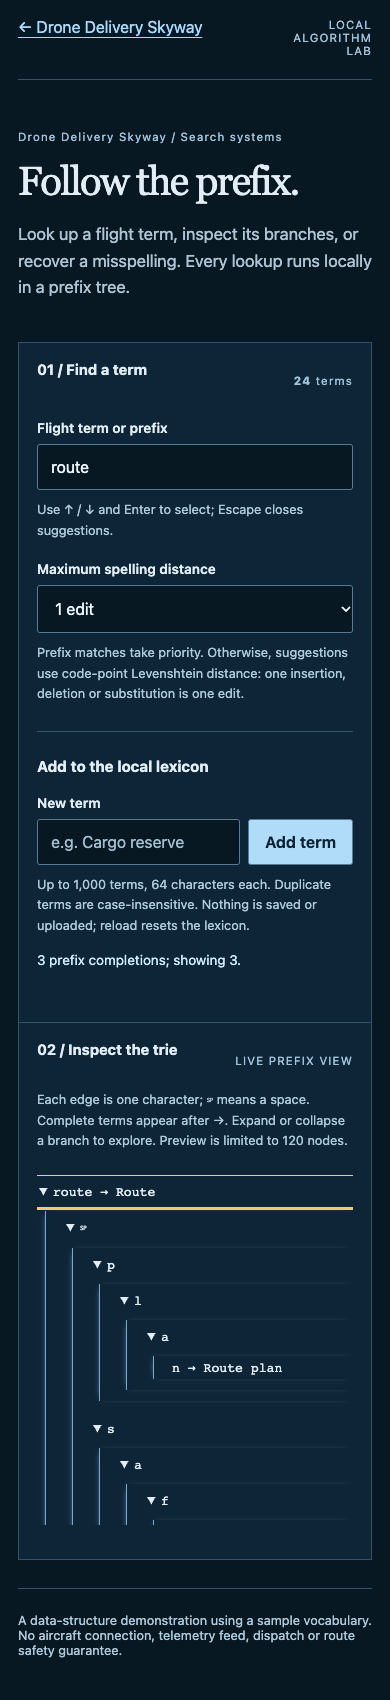 ← Drone Delivery Skyway
LOCAL
ALGORITHM
LAB
Drone Delivery Skyway / Search systems
Follow the prefix.
Look up a flight term, inspect its branches, or
recover a misspelling. Every lookup runs locally
in a prefix tree.
01 / Find a term
24 terms
Flight term or prefix
route
Use ↑ / ↓ and Enter to select; Escape closes
suggestions.
Maximum spelling distance
1 edit
Prefix matches take priority. Otherwise, suggestions
use code-point Levenshtein distance: one insertion,
deletion or substitution is one edit.
Add to the local lexicon
New term
e.g. Cargo reserve
Add term
Up to 1,000 terms, 64 characters each. Duplicate
terms are case-insensitive. Nothing is saved or
uploaded; reload resets the lexicon.
3 prefix completions; showing 3.
02 / Inspect the trie
LIVE PREFIX VIEW
Each edge is one character; ␠ means a space.
Complete terms appear after →. Expand or collapse
a branch to explore. Preview is limited to 120 nodes.
▼ route → Route
▼ ␠
▼ p
▼ l
▼ a
n → Route plan
▼ s
▼ a
▼ f
A data-structure demonstration using a sample vocabulary.
No aircraft connection, telemetry feed, dispatch or route
safety guarantee.